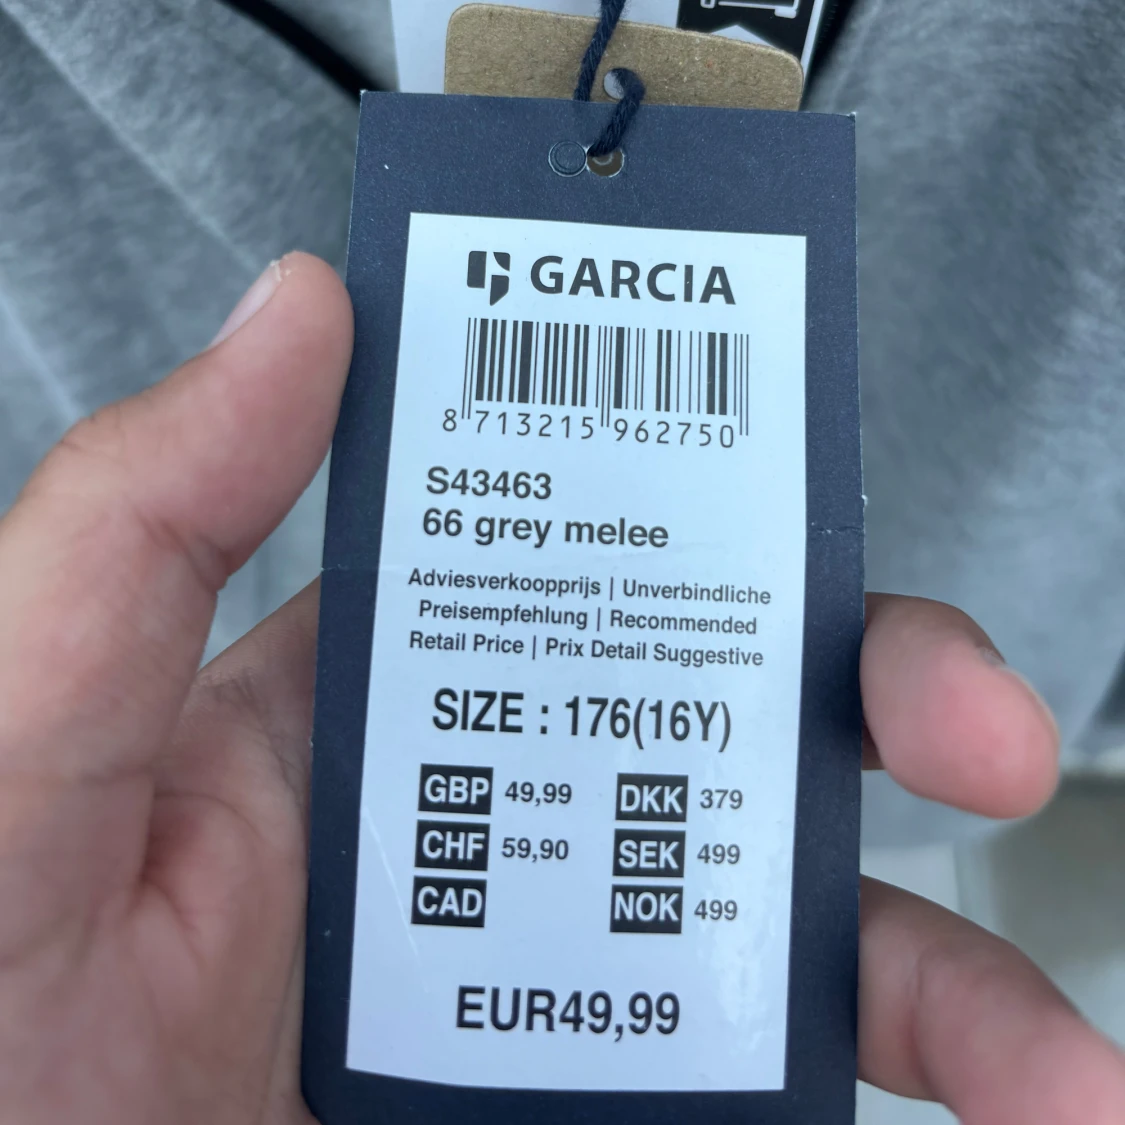 GARCIA
8 713215 962750
S43463
66 grey melee
Adviesverkoopprijs | Unverbindliche
Preisempfehlung | Recommended
Retail Price | Prix Detail Suggestive
SIZE : 176(16Y)
GBP 49,99 DKK 379
CHF 59,90 SEK 499
CAD NOK 499
EUR49,99